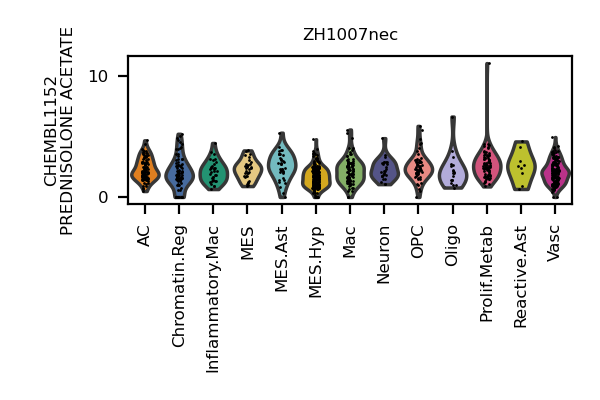 ZH1007nec
CHEMBL1152
PREDNISOLONE ACETATE
10
0
AC
Chromatin.Reg
Inflammatory.Mac
MES
MES.Ast
MES.Hyp
Mac
Neuron
OPC
Oligo
Prolif.Metab
Reactive.Ast
Vasc